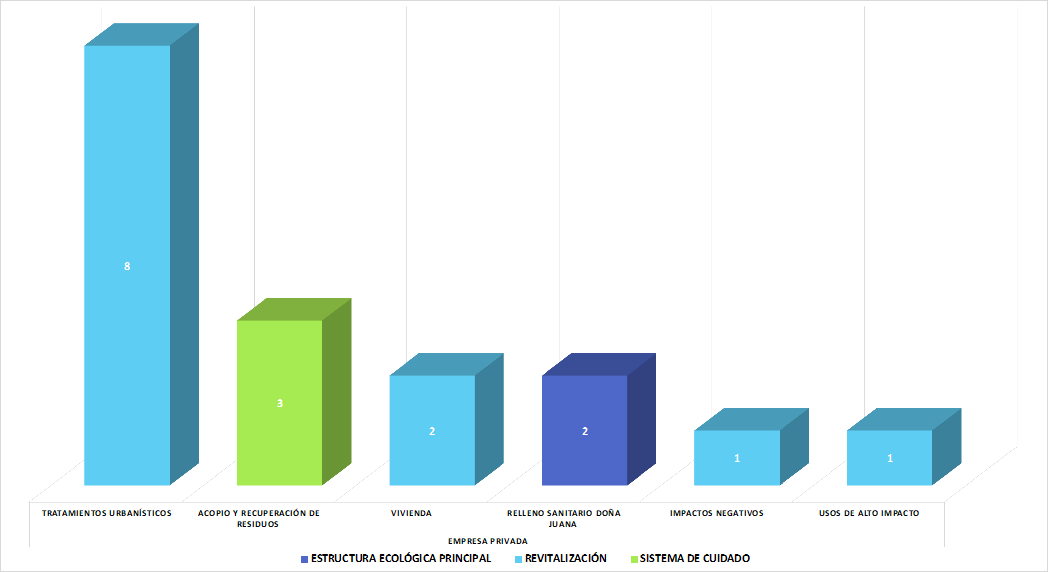 8
3
2
2
1
1
TRATAMIENTOS URBANÍSTICOS
ACOPIO Y RECUPERACIÓN DE
RESIDUOS
VIVIENDA
RELLENO SANITARIO DOÑA
JUANA
IMPACTOS NEGATIVOS
USOS DE ALTO IMPACTO
EMPRESA PRIVADA
ESTRUCTURA ECOLÓGICA PRINCIPAL
REVITALIZACIÓN
SISTEMA DE CUIDADO